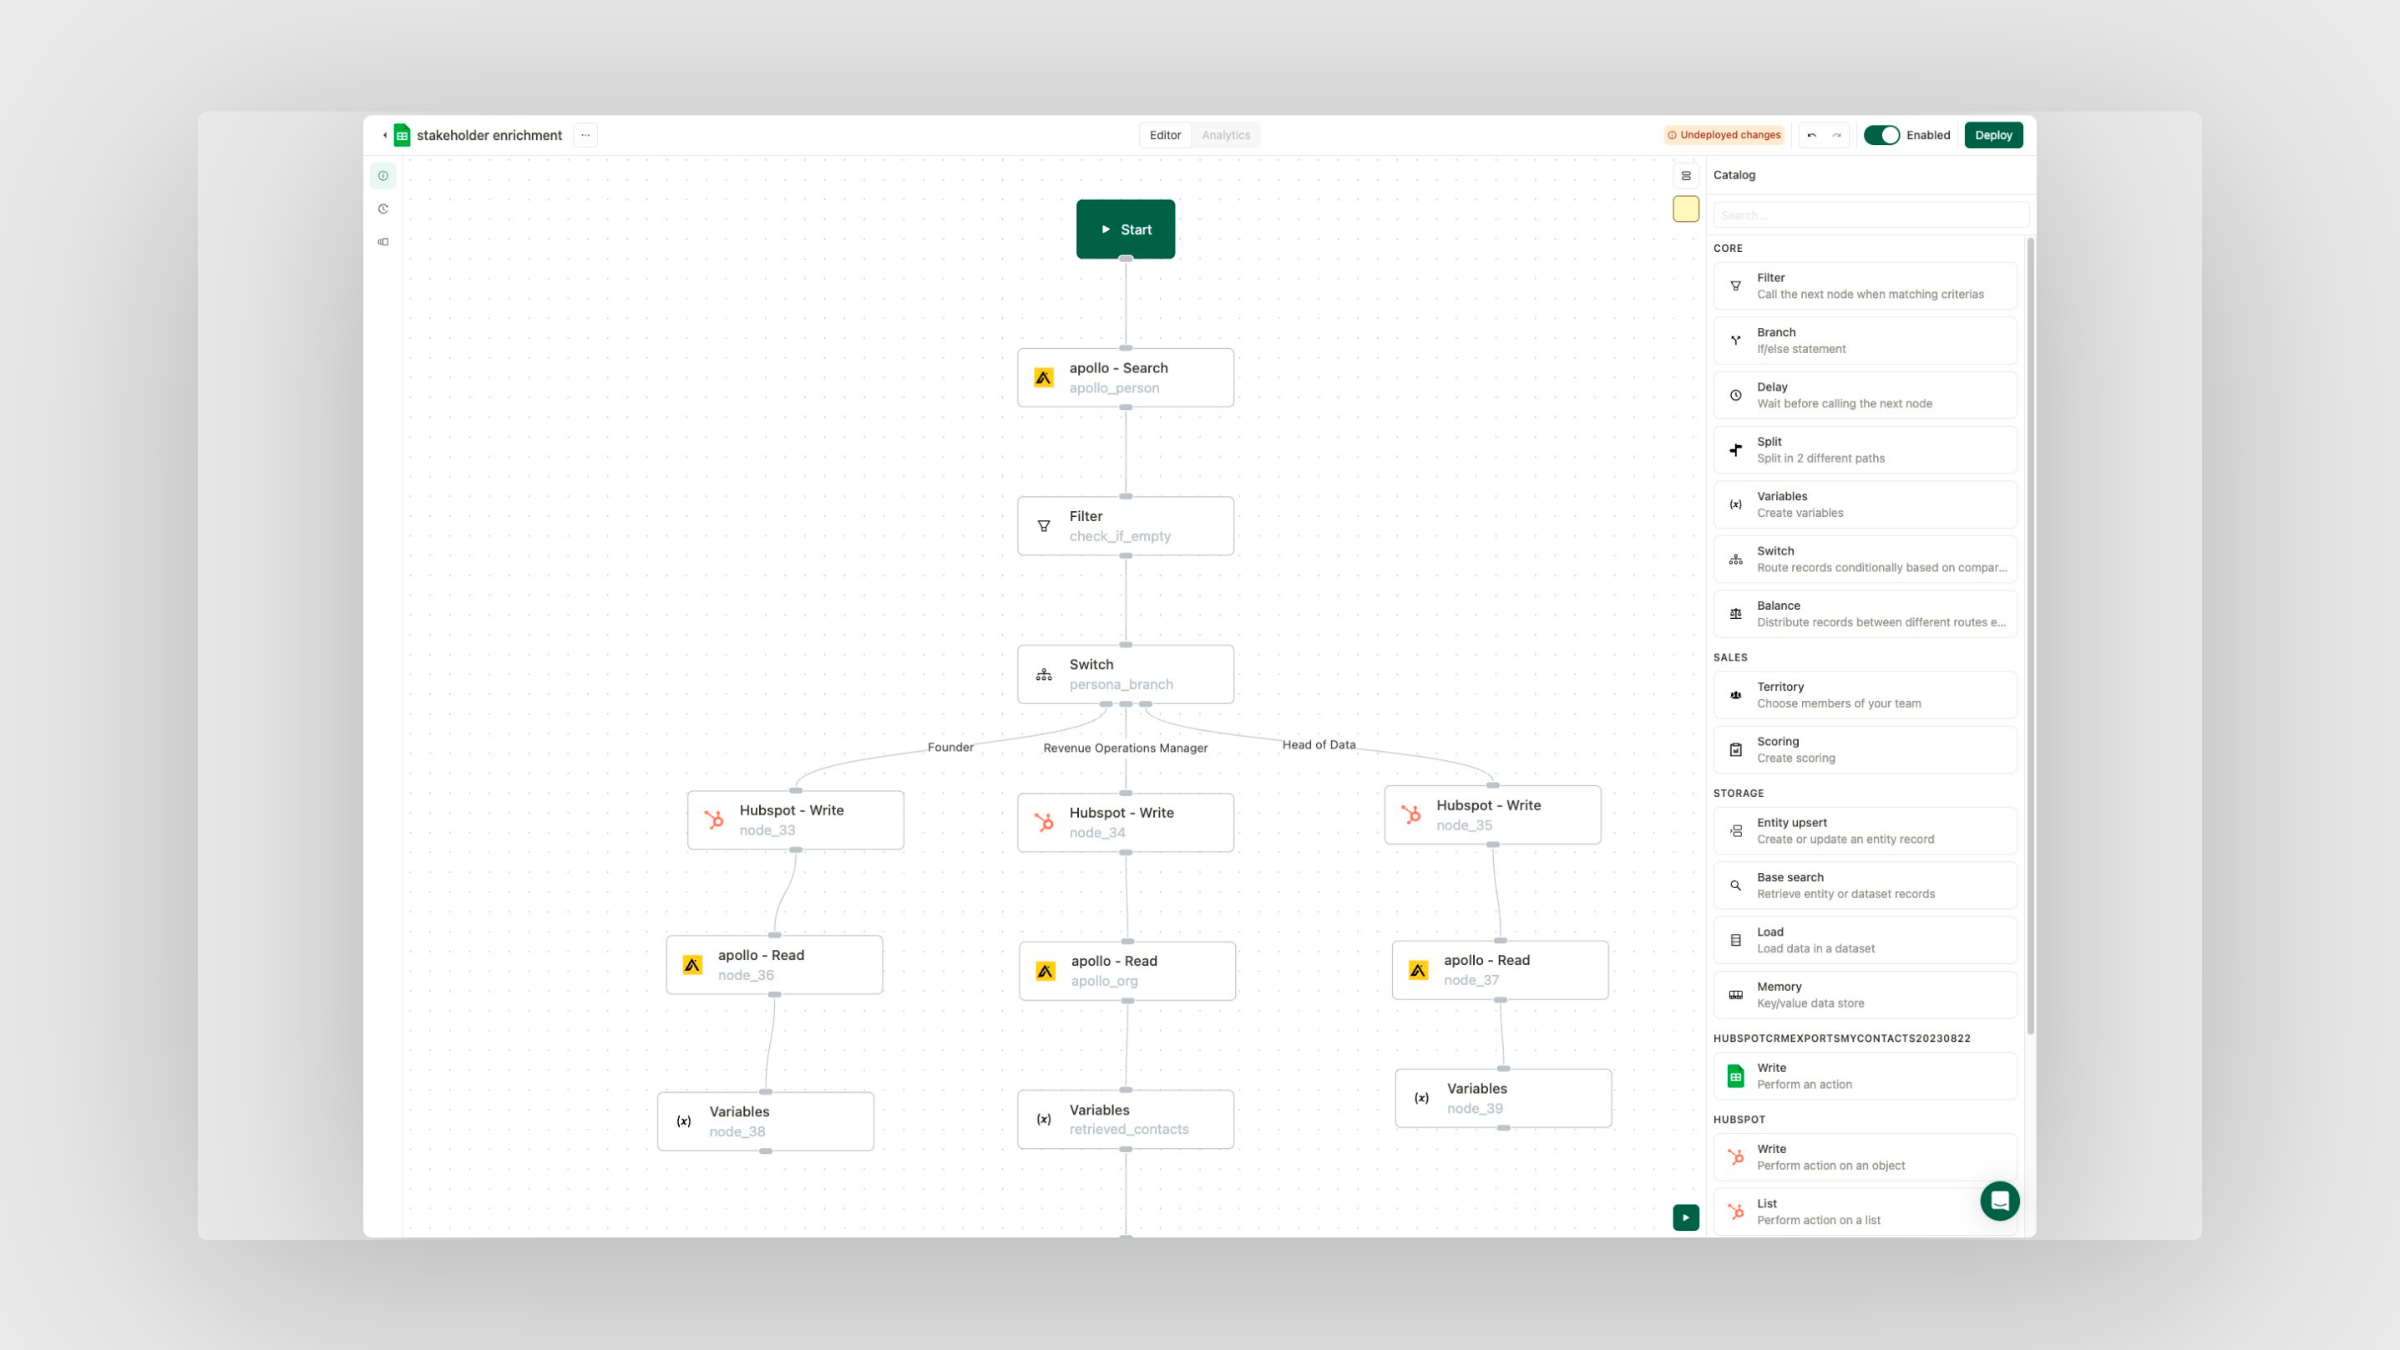 stakeholder enrichment
...
Editor
Analytics
Undeployed changes
Enabled
Deploy
Start
apollo - Search
apollo_person
Filter
check_if_empty
Switch
persona_branch
Founder
Revenue Operations Manager
Head of Data
Hubspot - Write
node_33
Hubspot - Write
node_34
Hubspot - Write
node_35
apollo - Read
node_36
apollo - Read
apollo_org
apollo - Read
node_37
(x)
Variables
node_38
(x)
Variables
retrieved_contacts
(x)
Variables
node_39
Catalog
Search...
CORE
Filter
Call the next node when matching criterias
Branch
If/else statement
Delay
Wait before calling the next node
Split
Split in 2 different paths
(x)
Variables
Create variables
Switch
Route records conditionally based on compar...
Balance
Distribute records between different routes e...
SALES
Territory
Choose members of your team
Scoring
Create scoring
STORAGE
Entity upsert
Create or update an entity record
Base search
Retrieve entity or dataset records
Load
Load data in a dataset
Memory
Key/value data store
HUBSPOTCRMEXPORTSMYCONTACTS20230822
Write
Perform an action
HUBSPOT
Write
Perform action on an object
List
Perform action on a list